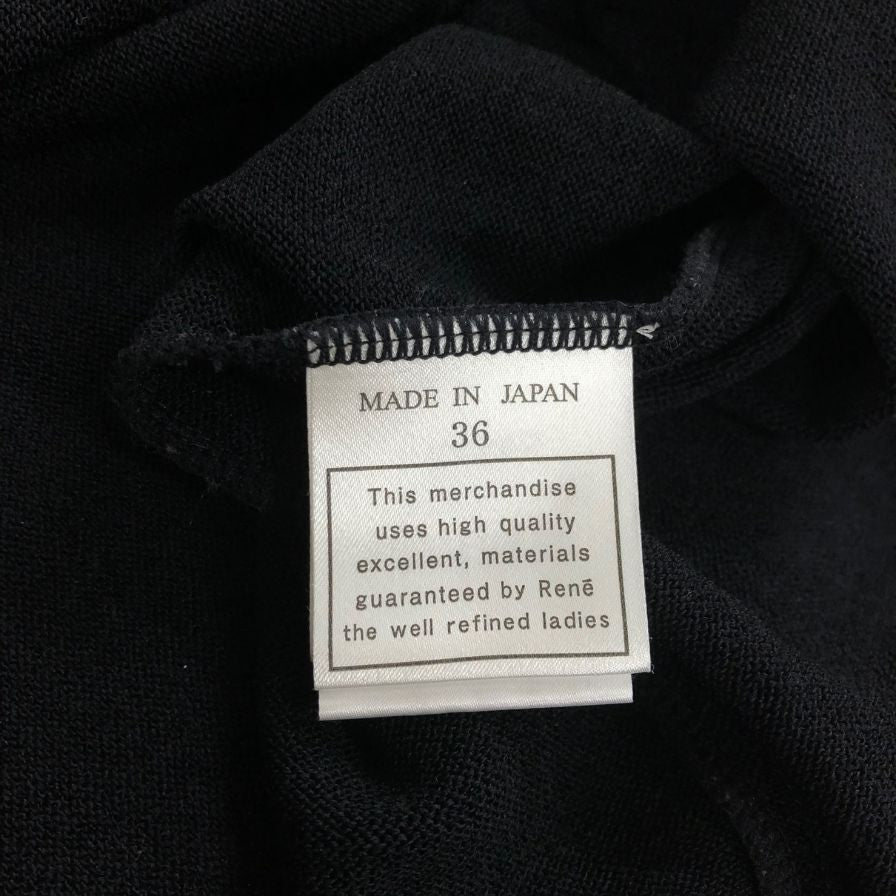 MADE IN JAPAN
36
This merchandise
uses high quality
excellent, materials
guaranteed by Renē
the well refined ladies